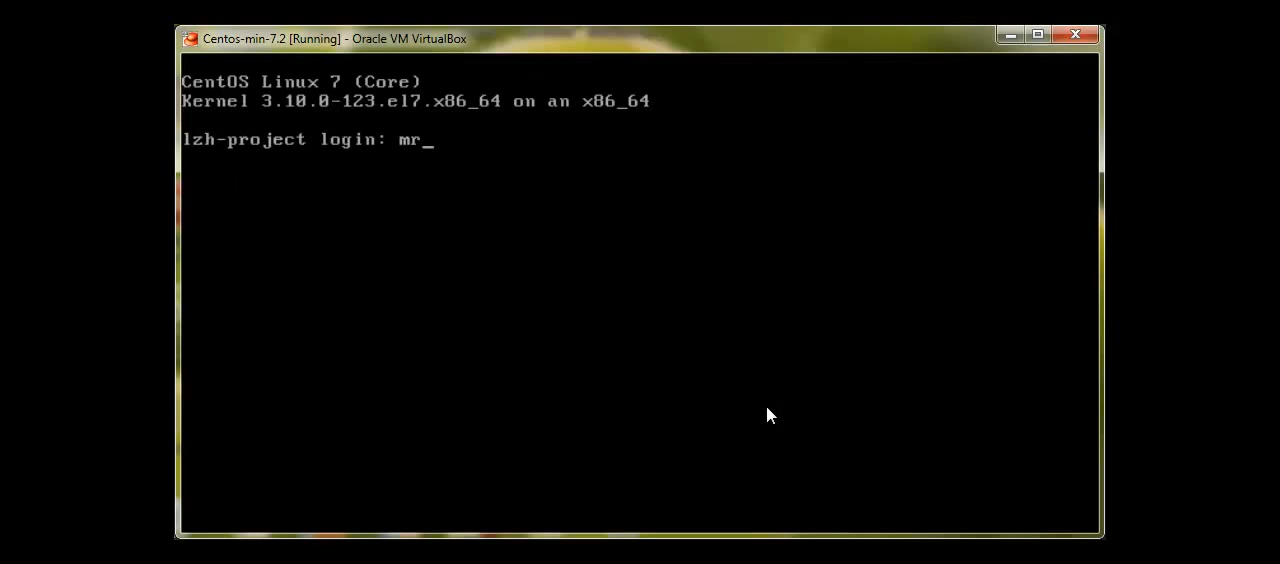 Centos-min-7.2 [Running] - Oracle VM VirtualBox
CentOS Linux 7 (Core)
Kernel 3.10.0-123.el7.x86_64 on an x86_64
lzh-project login: mr_